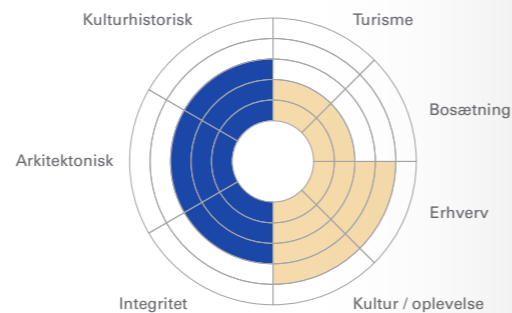 Kulturhistorisk
Turisme
Bosætning
Arkitektonisk
Erhverv
Integritet
Kultur / oplevelse